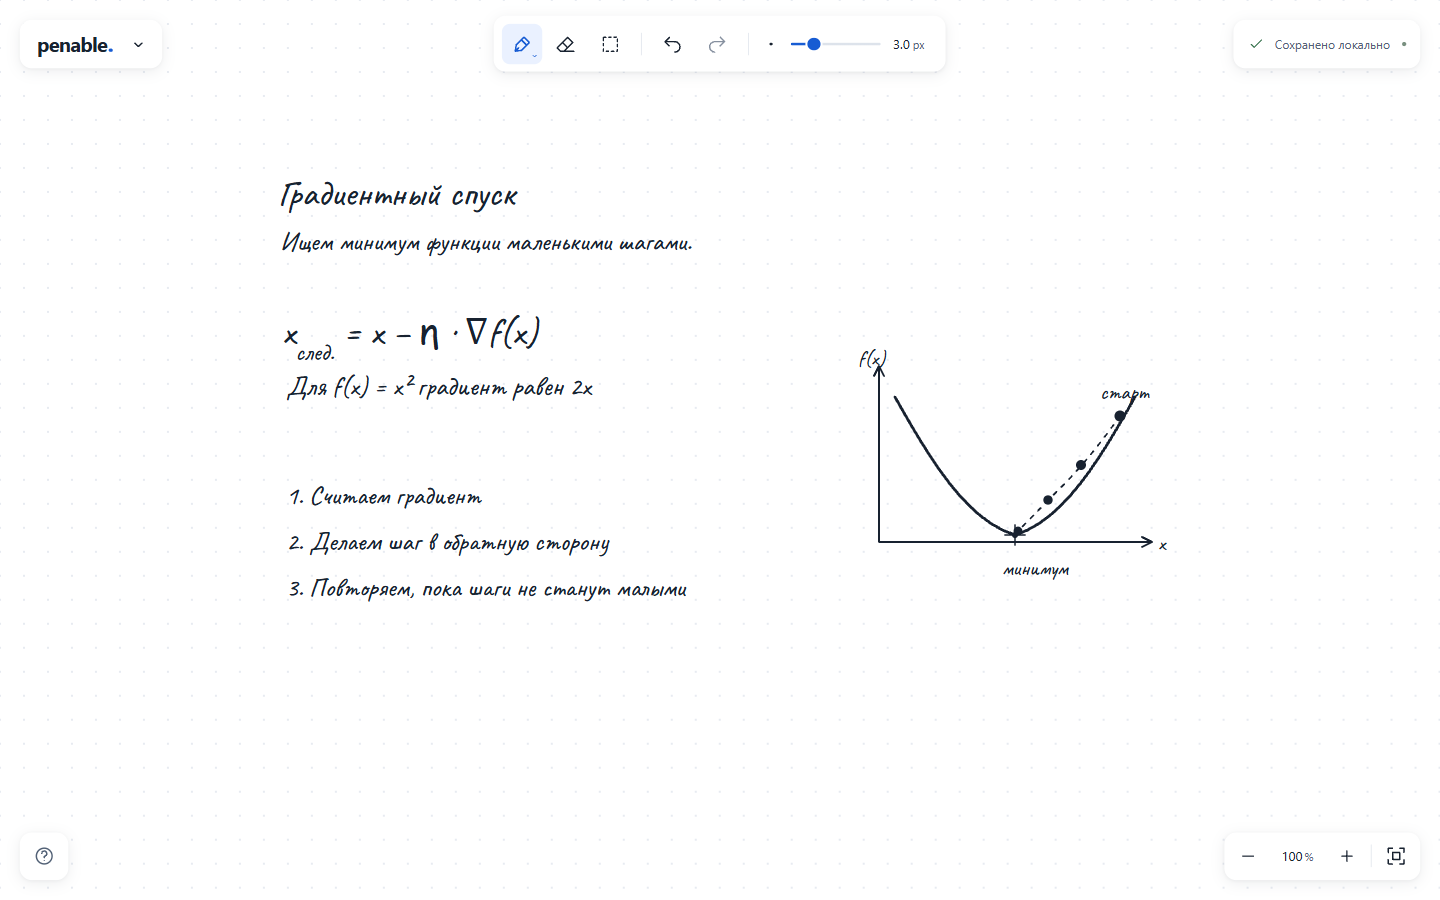 penable.
3.0 px
Сохранено локально
Градиентный спуск
Ищем минимум функции маленькими шагами.
x след. = x – η · ∇f(x)
Для f(x) = x² градиент равен 2x
1. Считаем градиент
2. Делаем шаг в обратную сторону
3. Повторяем, пока шаги не станут малыми
f(x)
старт
x
минимум
100 %